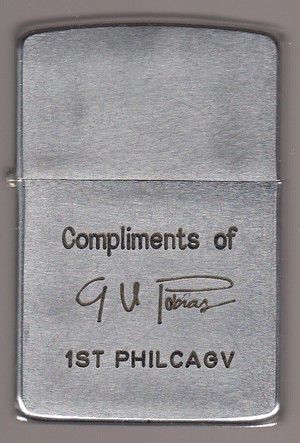 Compliments of
G V Tobias
1ST PHILCAGV